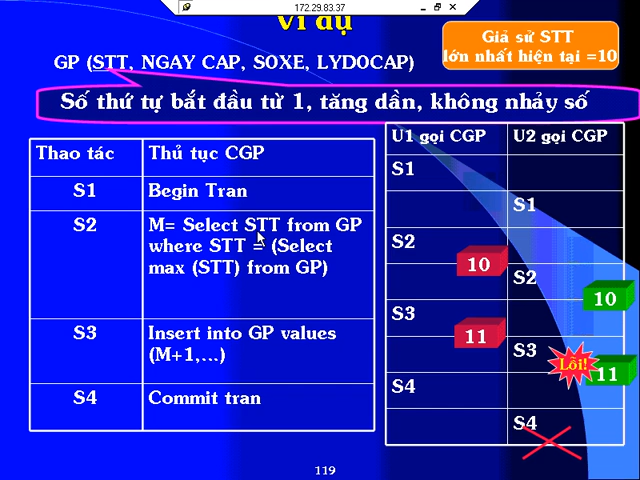 172.29.83.37
Ví dụ
Giả sử STT
lớn nhất hiện tại =10
GP (STT, NGAY CAP, SOXE, LYDOCAP)
Số thứ tự bắt đầu từ 1, tăng dần, không nhảy số
Thao tác
Thủ tục CGP
S1
Begin Tran
S2
M= Select STT from GP
where STT = (Select
max (STT) from GP)
S3
Insert into GP values
(M+1,...)
S4
Commit tran
U1 gọi CGP
U2 gọi CGP
S1
S1
S2
10
S2
10
S3
11
S3
Lỗi!
11
S4
S4
119